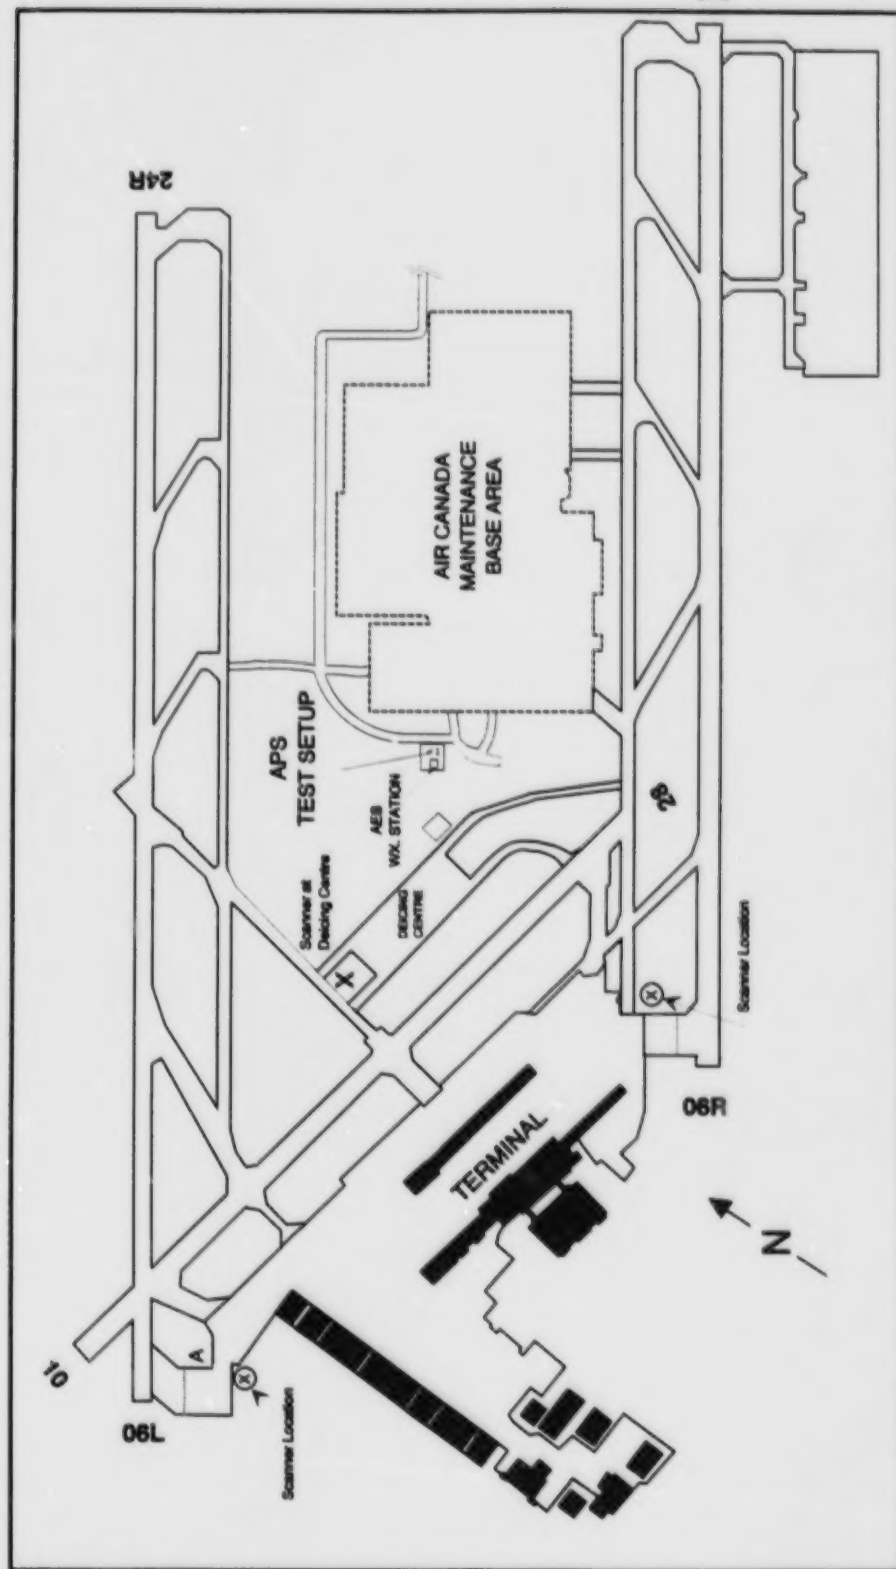 24R
AIR CANADA
MAINTENANCE
BASE AREA
APS
TEST SETUP
AES
WX. STATION
Scanner at
Deicing Centre
DEICING
CENTRE
X
28
X
Scanner Location
06R
TERMINAL
N
10
A
06L
X
Scanner Location